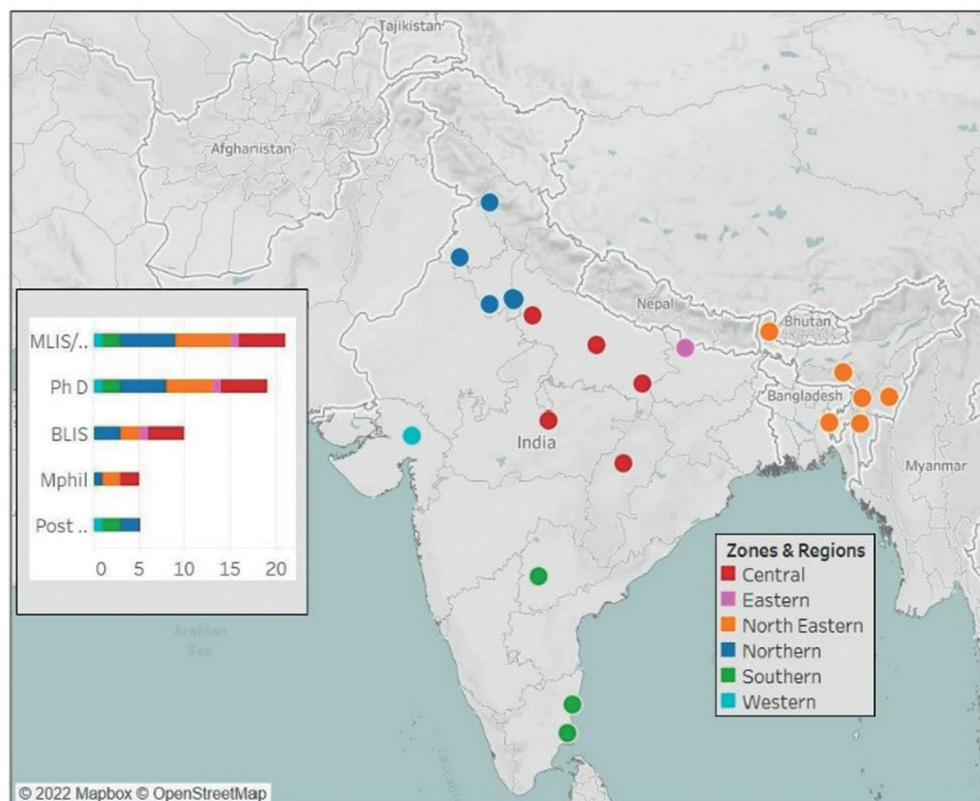 Tajikistan
Afghanistan
Nepal
Bhutan
Bangladesh
India
Myanmar
MLIS/..
Ph D
BLIS
Mphil
Post ..
0 5 10 15 20
Arabian
Sea
Zones & Regions
Central
Eastern
North Eastern
Northern
Southern
Western
© 2022 Mapbox © OpenStreetMap